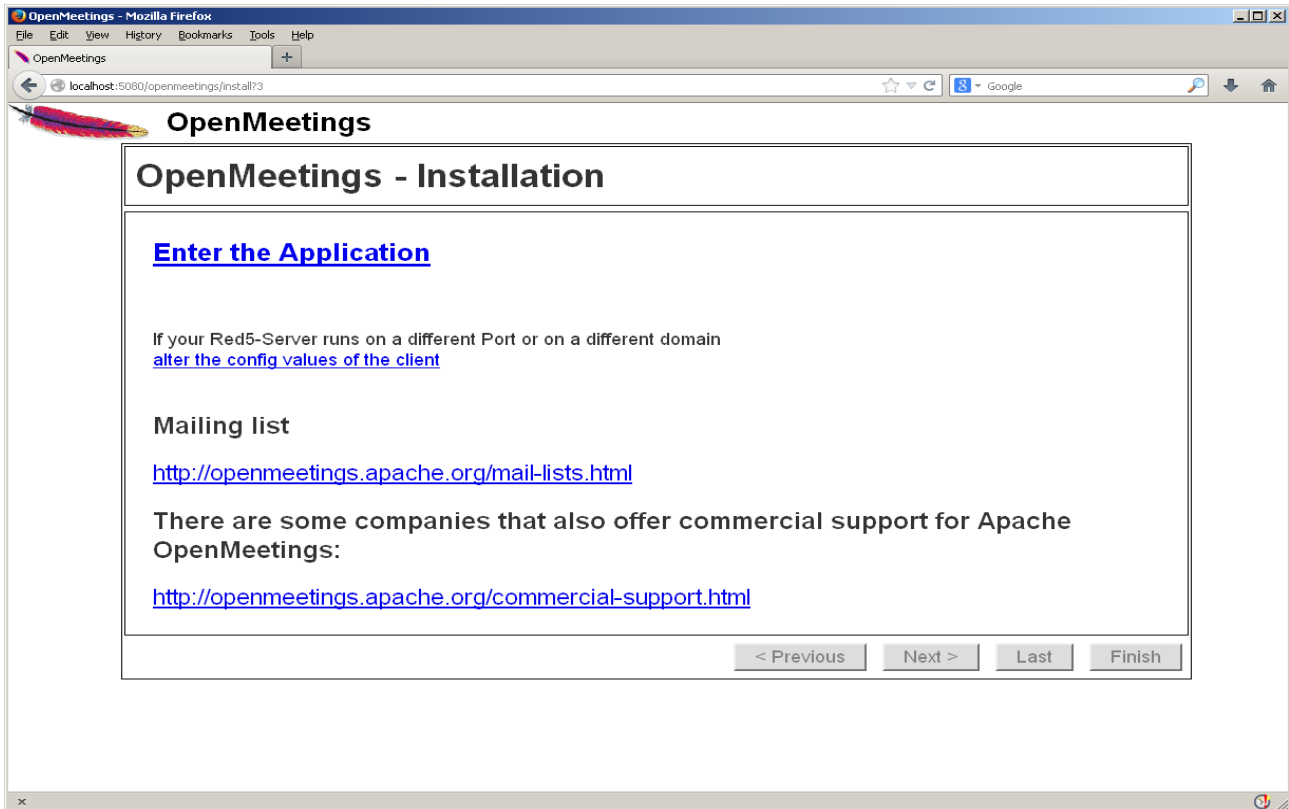 OpenMeetings - Mozilla Firefox
File Edit View History Bookmarks Tools Help
OpenMeetings +
localhost:5080/openmeetings/install?3
8 Google
OpenMeetings
OpenMeetings - Installation
Enter the Application
If your Red5-Server runs on a different Port or on a different domain
alter the config values of the client
Mailing list
http://openmeetings.apache.org/mail-lists.html
There are some companies that also offer commercial support for Apache
OpenMeetings:
http://openmeetings.apache.org/commercial-support.html
< Previous Next > Last Finish
x